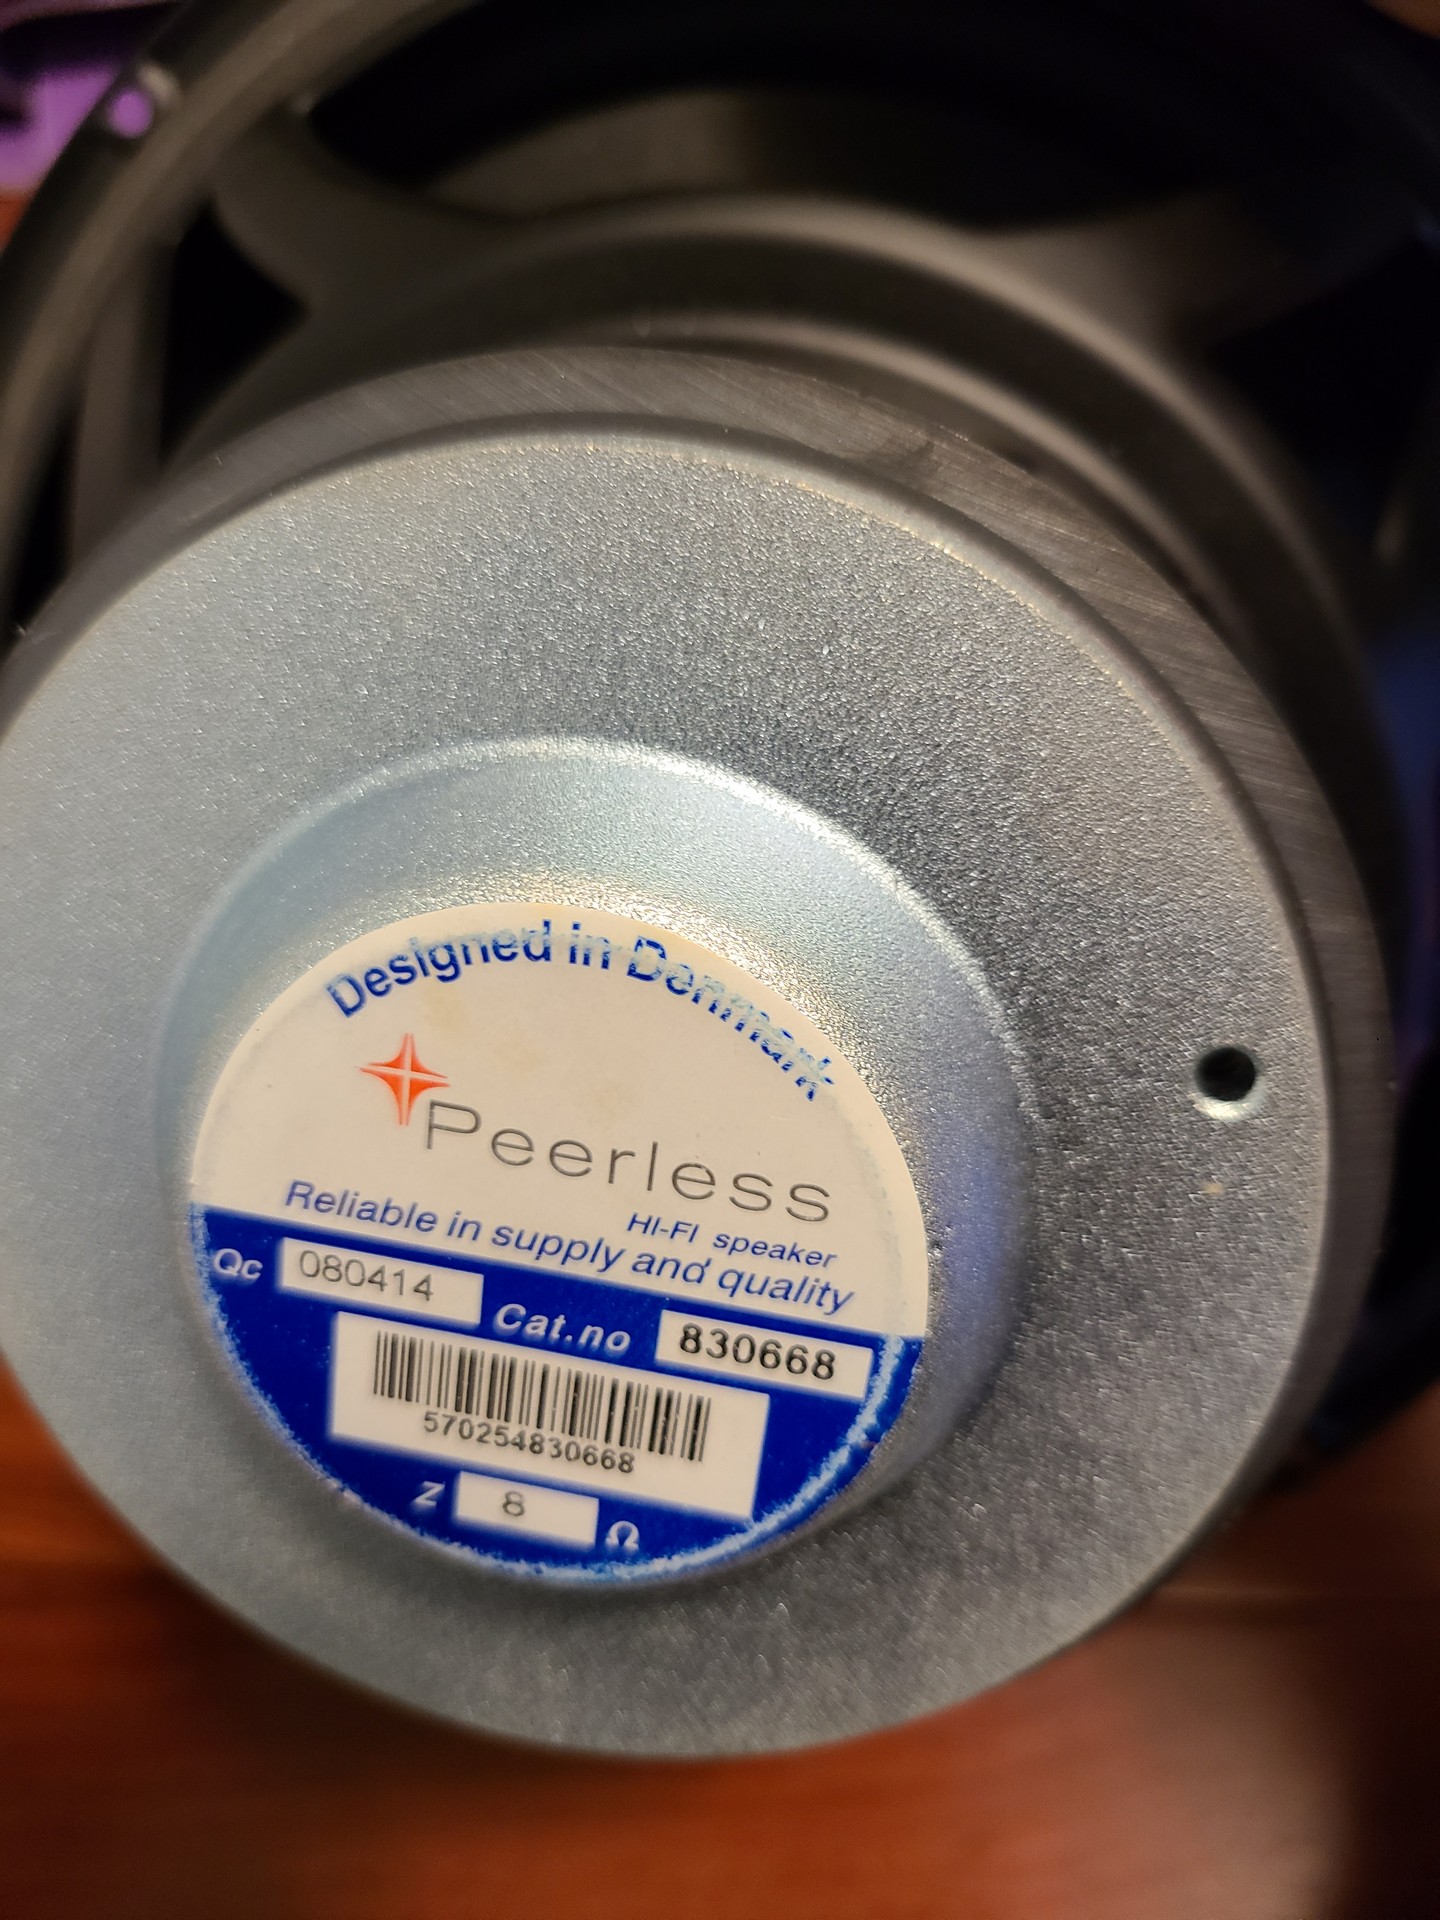 Designed in Denmark
Peerless
HI-FI speaker
Reliable in supply and quality
Qc 080414 Cat.no 830668
570254830668
Z 8 Ω